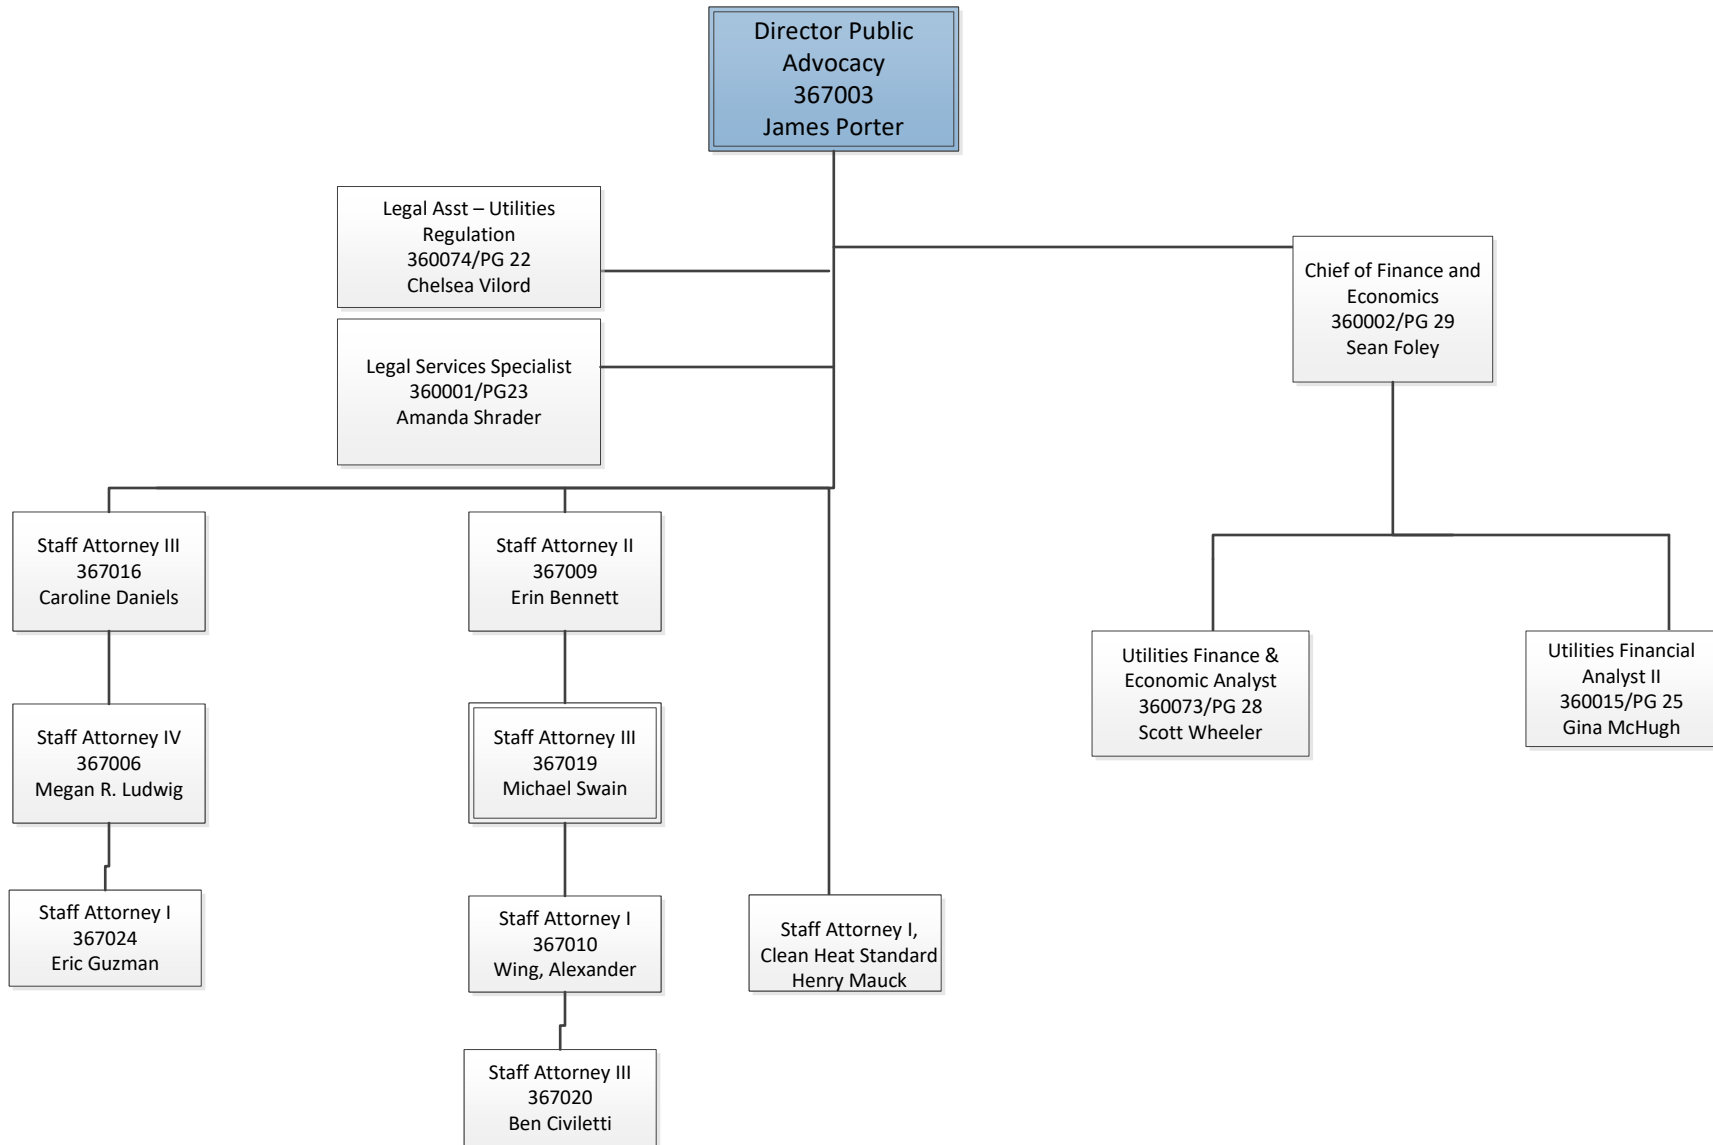 Director Public
Advocacy
367003
James Porter
Legal Asst – Utilities
Regulation
360074/PG 22
Chelsea Vilord
Legal Services Specialist
360001/PG23
Amanda Shrader
Chief of Finance and
Economics
360002/PG 29
Sean Foley
Staff Attorney III
367016
Caroline Daniels
Staff Attorney II
367009
Erin Bennett
Utilities Finance &
Economic Analyst
360073/PG 28
Scott Wheeler
Utilities Financial
Analyst II
360015/PG 25
Gina McHugh
Staff Attorney IV
367006
Megan R. Ludwig
Staff Attorney III
367019
Michael Swain
Staff Attorney I
367024
Eric Guzman
Staff Attorney I
367010
Wing, Alexander
Staff Attorney I,
Clean Heat Standard
Henry Mauck
Staff Attorney III
367020
Ben Civiletti